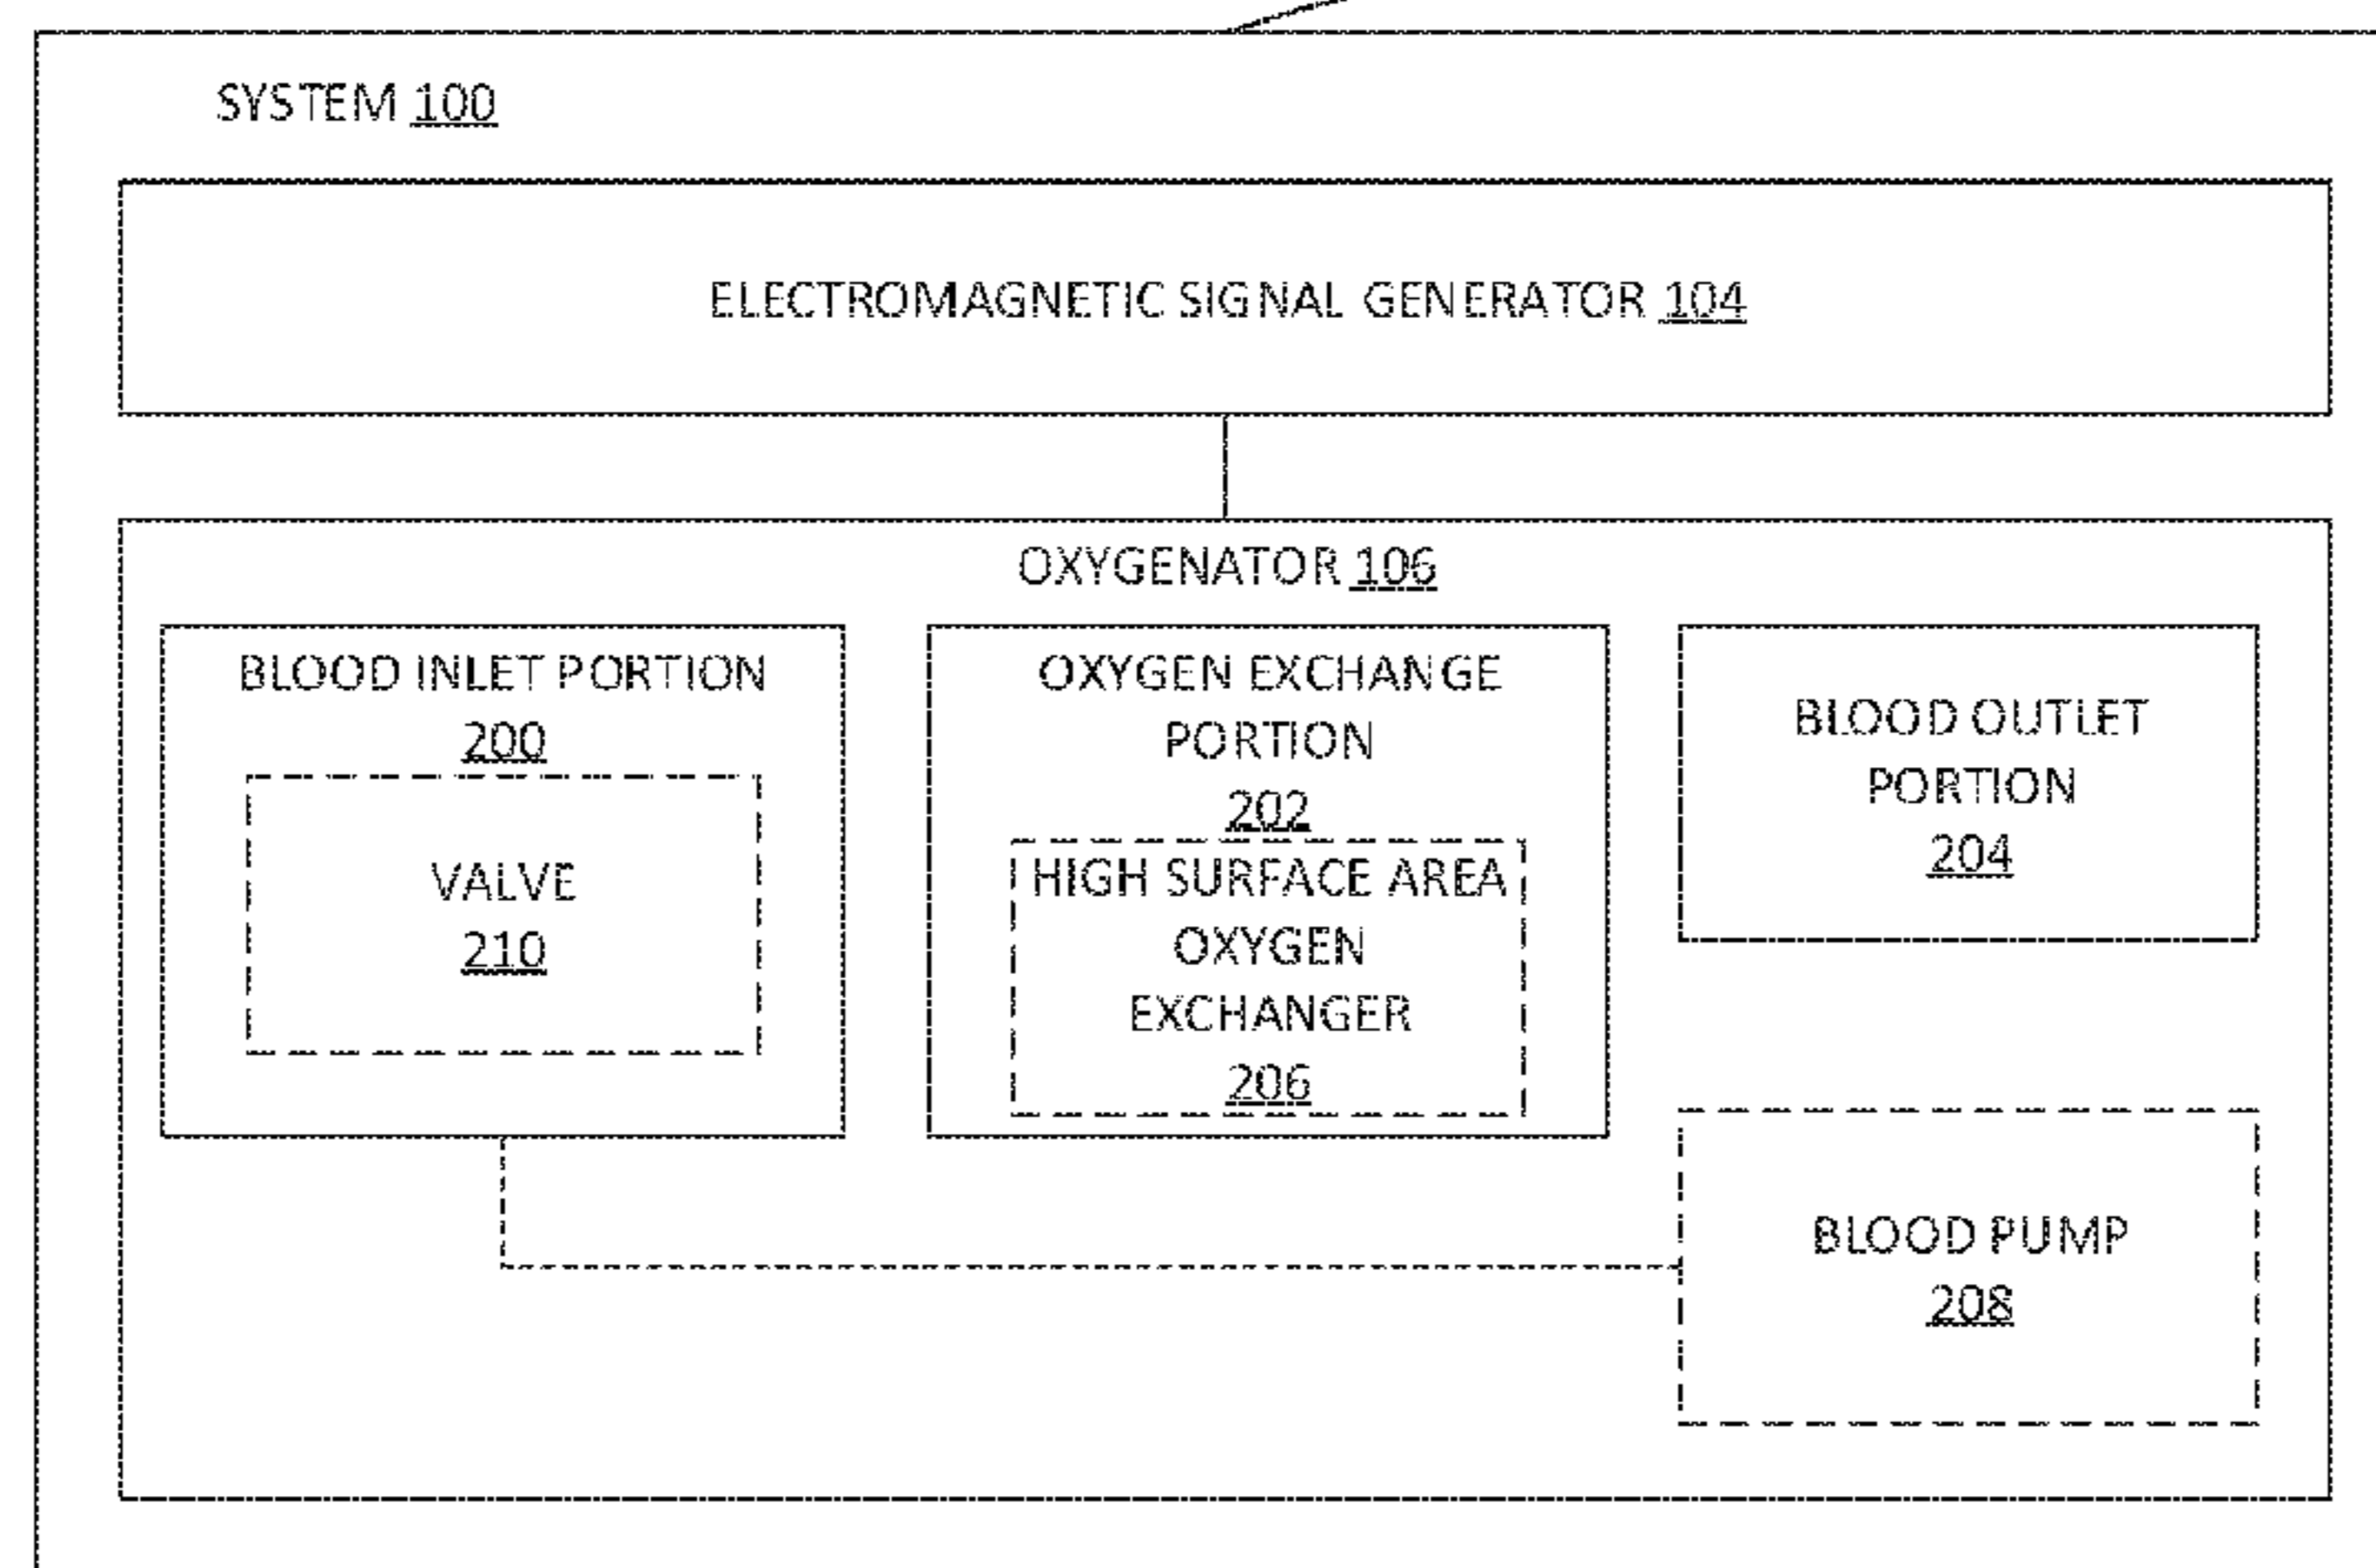 SYSTEM 100
ELECTROMAGNETIC SIGNAL GENERATOR 104
OXYGENATOR 106
BLOOD INLET PORTION
200
VALVE
210
OXYGEN EXCHANGE
PORTION
202
HIGH SURFACE AREA
OXYGEN
EXCHANGER
206
BLOOD OUTLET
PORTION
204
BLOOD PUMP
208